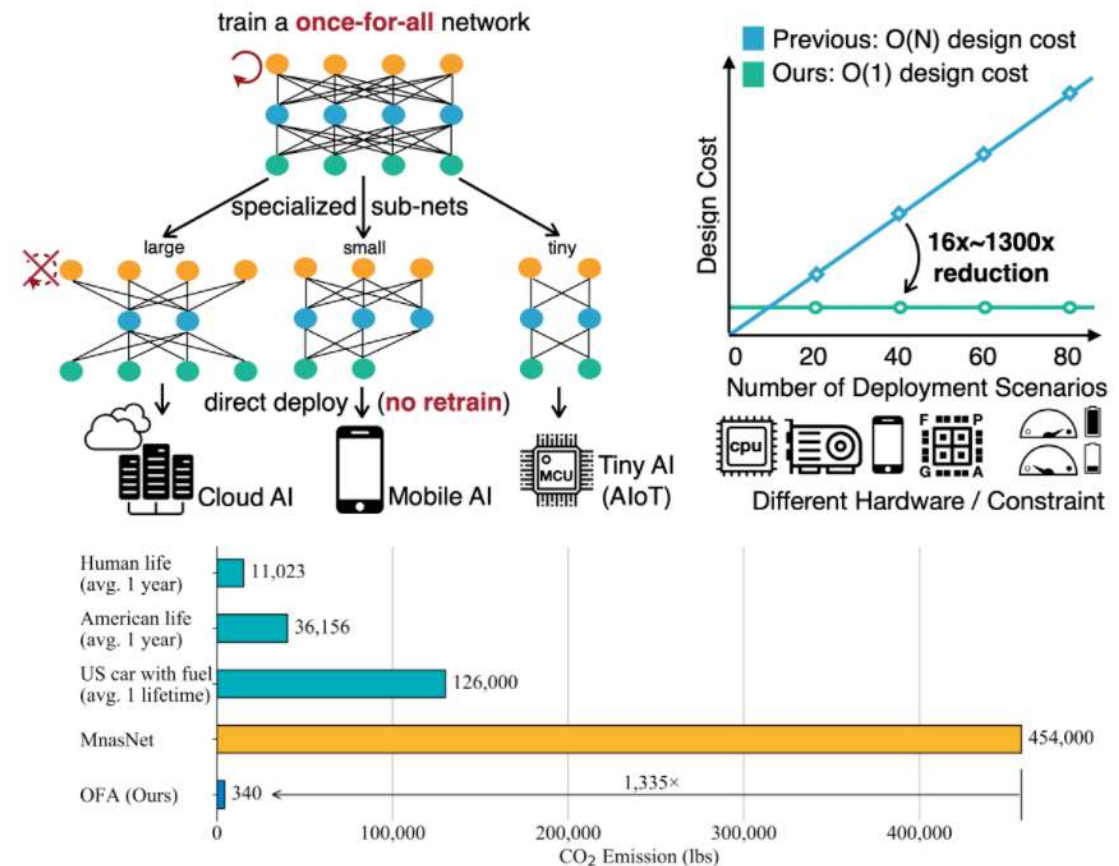 train a once-for-all network
specialized sub-nets
large
small
tiny
direct deploy (no retrain)
Cloud AI
Mobile AI
MCU
Tiny AI
(AIoT)
Previous: O(N) design cost
Ours: O(1) design cost
Design Cost
16x~1300x
reduction
0 20 40 60 80
Number of Deployment Scenarios
cpu
F P
G A
Different Hardware / Constraint
Human life
(avg. 1 year)
11,023
American life
(avg. 1 year)
36,156
US car with fuel
(avg. 1 lifetime)
126,000
MnasNet
454,000
OFA (Ours)
340
1,335×
0 100,000 200,000 300,000 400,000
CO₂ Emission (lbs)